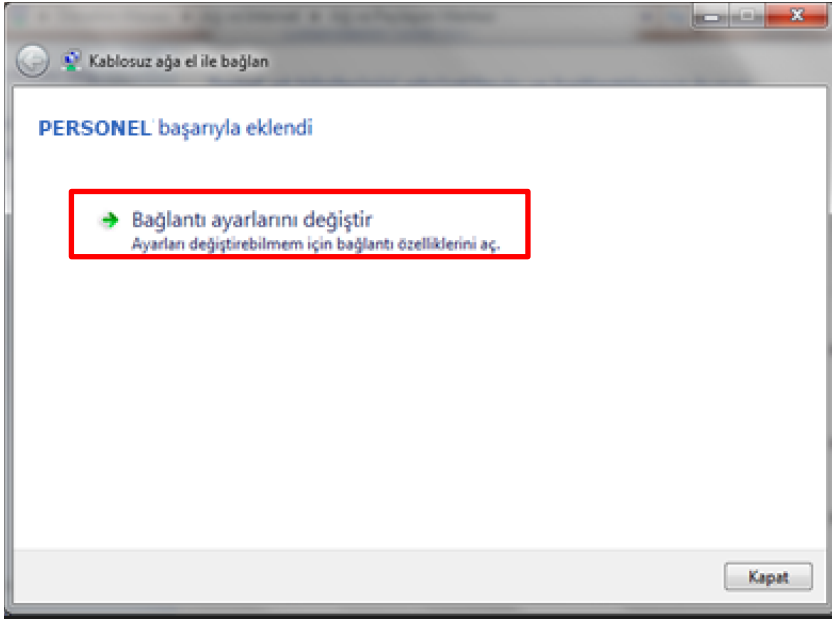 Kablosuz ağa el ile bağlan
PERSONEL başarıyla eklendi
Bağlantı ayarlarını değiştir
Ayarları değiştirebilmem için bağlantı özelliklerini aç.
Kapat